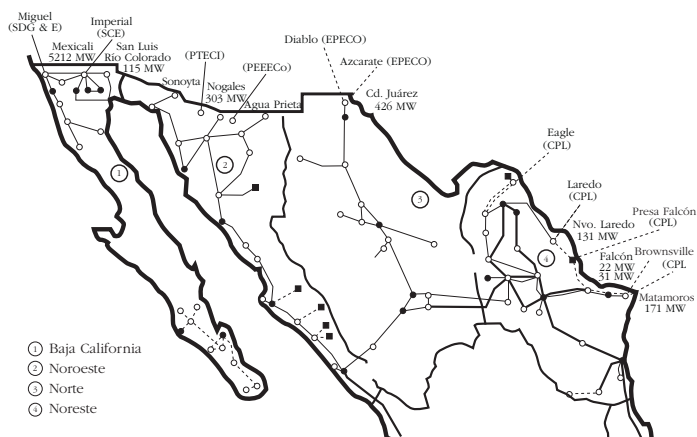 Miguel
(SDG & E)
Imperial
(SCE)
Mexicali
5212 MW
San Luis
Río Colorado
115 MW
Sonoyta
(PTECI)
Nogales
303 MW
(PEEECo)
Agua Prieta
Diablo (EPECO)
Azcarate (EPECO)
Cd. Juárez
426 MW
Eagle
(CPL)
Laredo
(CPL)
Nvo. Laredo
131 MW
Presa Falcón
(CPL)
Falcón
22 MW
31 MW
Brownsville
(CPL
Matamoros
171 MW
1
2
3
4
1 Baja California
2 Noroeste
3 Norte
4 Noreste